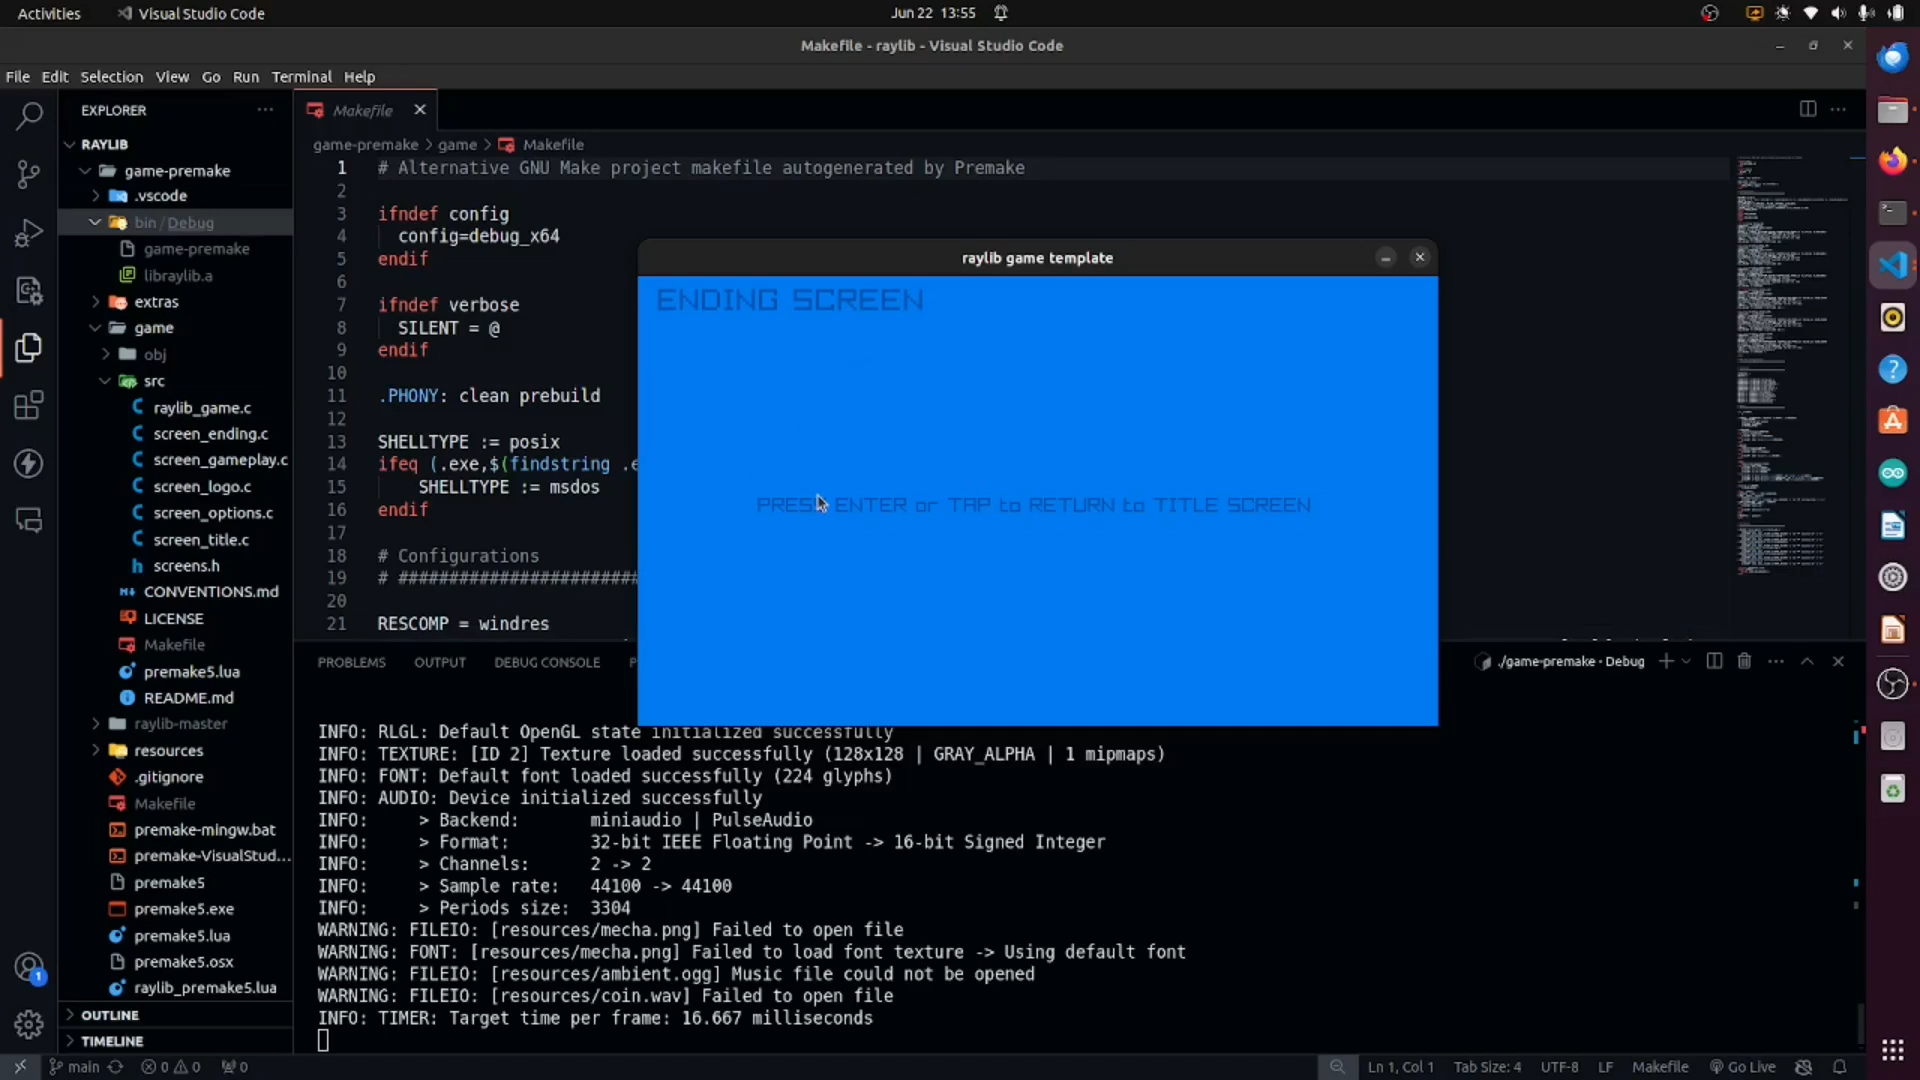 Activities
Visual Studio Code
Jun 22 13:55
Makefile - raylib - Visual Studio Code
File Edit Selection View Go Run Terminal Help
EXPLORER
RAYLIB
game-premake
.vscode
bin / Debug
game-premake
libraylib.a
extras
game
obj
src
raylib_game.c
screen_ending.c
screen_gameplay.c
screen_logo.c
screen_options.c
screen_title.c
screens.h
CONVENTIONS.md
LICENSE
Makefile
premake5.lua
README.md
raylib-master
resources
.gitignore
Makefile
premake-mingw.bat
premake-VisualStud...
premake5
premake5.exe
premake5.lua
premake5.osx
raylib_premake5.lua
OUTLINE
TIMELINE
Makefile
game-premake > game > Makefile
1 # Alternative GNU Make project makefile autogenerated by Premake
2
3 ifndef config
4 config=debug_x64
5 endif
6
7 ifndef verbose
8 SILENT = @
9 endif
10
11 .PHONY: clean prebuild
12
13 SHELLTYPE := posix
14 ifeq (.exe,$(findstring .e
15 SHELLTYPE := msdos
16 endif
17
18 # Configurations
19 # ########################
20
21 RESCOMP = windres
raylib game template
ENDING SCREEN
PRESS ENTER or TAP to RETURN to TITLE SCREEN
PROBLEMS OUTPUT DEBUG CONSOLE
./game-premake - Debug
INFO: RLGL: Default OpenGL state initialized successfully
INFO: TEXTURE: [ID 2] Texture loaded successfully (128x128 | GRAY_ALPHA | 1 mipmaps)
INFO: FONT: Default font loaded successfully (224 glyphs)
INFO: AUDIO: Device initialized successfully
INFO: > Backend: miniaudio | PulseAudio
INFO: > Format: 32-bit IEEE Floating Point -> 16-bit Signed Integer
INFO: > Channels: 2 -> 2
INFO: > Sample rate: 44100 -> 44100
INFO: > Periods size: 3304
WARNING: FILEIO: [resources/mecha.png] Failed to open file
WARNING: FONT: [resources/mecha.png] Failed to load font texture -> Using default font
WARNING: FILEIO: [resources/ambient.ogg] Music file could not be opened
WARNING: FILEIO: [resources/coin.wav] Failed to open file
INFO: TIMER: Target time per frame: 16.667 milliseconds
1
main 0 0 0
Ln 1, Col 1 Tab Size: 4 UTF-8 LF Makefile Go Live